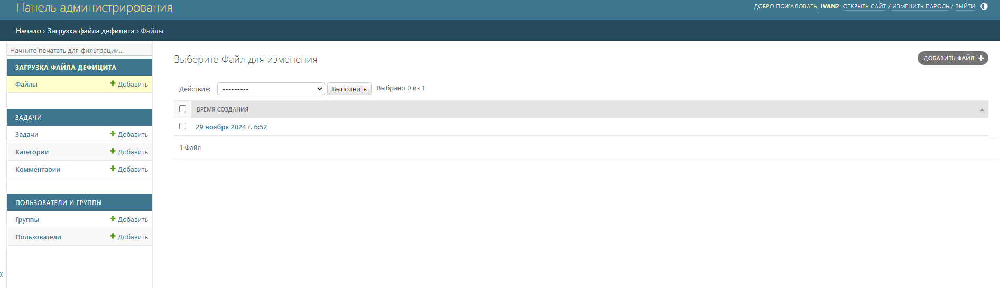 Панель администрирования
ДОБРО ПОЖАЛОВАТЬ, IVAN2. ОТКРЫТЬ САЙТ / ИЗМЕНИТЬ ПАРОЛЬ / ВЫЙТИ
Начало › Загрузка файла дефицита › Файлы
Начните печатать для фильтрации...
ЗАГРУЗКА ФАЙЛА ДЕФИЦИТА
Файлы + Добавить
ЗАДАЧИ
Задачи + Добавить
Категории + Добавить
Комментарии + Добавить
ПОЛЬЗОВАТЕЛИ И ГРУППЫ
Группы + Добавить
Пользователи + Добавить
«
Выберите Файл для изменения
ДОБАВИТЬ ФАЙЛ +
Действие: --------- Выполнить Выбрано 0 из 1
ВРЕМЯ СОЗДАНИЯ
29 ноября 2024 г. 6:52
1 Файл